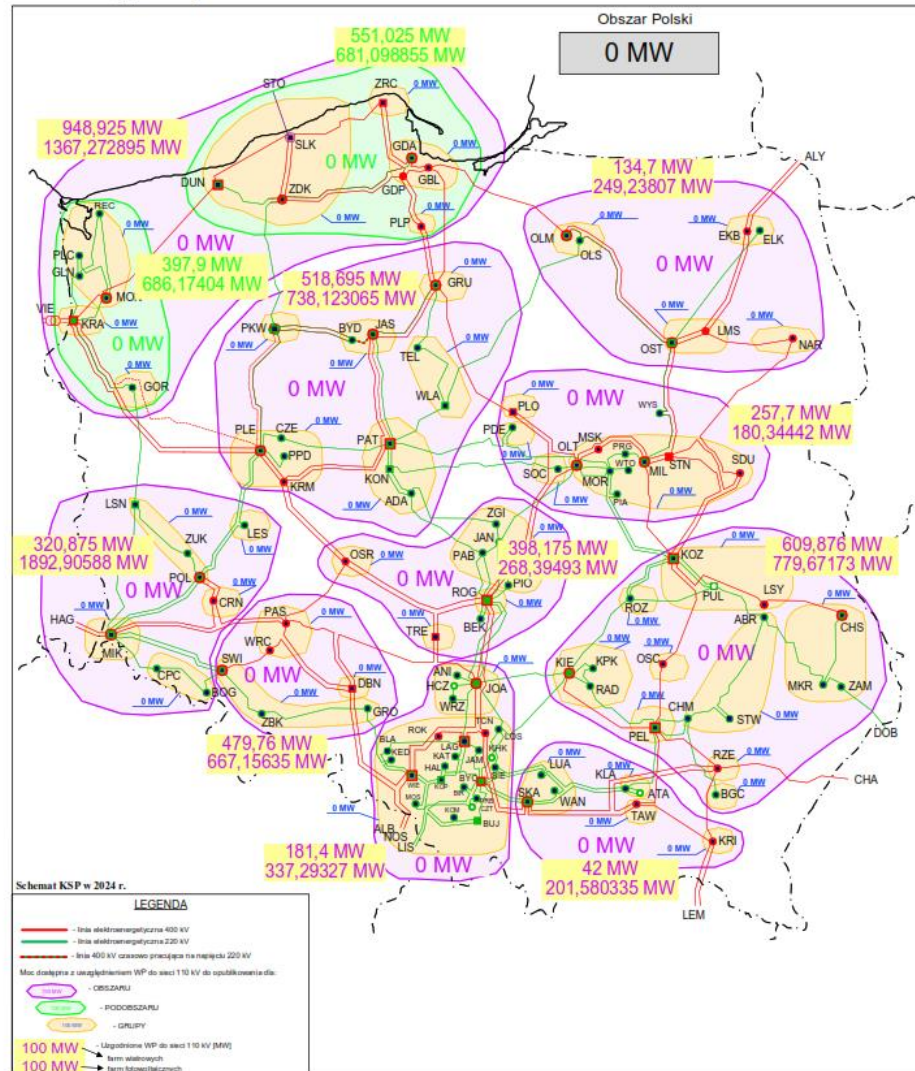 Obszar Polski
0 MW
551,025 MW
681,098855 MW
STO
ZRC
0 MW
948,925 MW
1367,272895 MW
SLK
GDA
0 MW
0 MW
GBL
DUN
ZDK
GDP
134,7 MW
249,23807 MW
ALY
REC
0 MW
PLP
0 MW
0 MW
0 MW
OLM
OLS
0 MW
EKB
ELK
PLC
GLN
0 MW
397,9 MW
686,17404 MW
518,695 MW
738,123065 MW
GRU
0 MW
0 MW
VIE
KRA
0 MW
PKW
BYD
JAS
0 MW
LMS
0 MW
OST
NAR
0 MW
0 MW
0 MW
TEL
0 MW
0 MW
GOR
0 MW
WLA
PLO
0 MW
WYS
257,7 MW
180,34442 MW
PLE
CZE
PPD
PAT
PDE
0 MW
OLT
MSK
PRG
WTO
MIL
STN
SDU
KRM
KON
ADA
SOC
MOR
PIA
0 MW
LSN
0 MW
LES
0 MW
ZGI
JAN
0 MW
320,875 MW
1892,90588 MW
ZUK
POL
OSR
0 MW
PAB
398,175 MW
268,39493 MW
KOZ
0 MW
609,876 MW
779,67173 MW
0 MW
CRN
0 MW
ROG
PIO
PUL
LSY
0 MW
HAG
PAS
0 MW
BEK
0 MW
ROZ
0 MW
ABR
CHS
MIK
WRC
TRE
0 MW
0 MW
CPC
SWI
0 MW
DBN
ANI
HCZ
JOA
0 MW
KIE
KPK
OSC
0 MW
0 MW
BOG
WRZ
RAD
MKR
ZAM
0 MW
ZBK
GRO
0 MW
CHM
STW
479,76 MW
667,15635 MW
0 MW
BLA
ROK
TCN
LOS
PEL
DOB
KED
LAG
KAT
JAM
LUA
KLA
RZE
CHA
HAL
WAN
ATA
BGC
0 MW
SKA
TAW
0 MW
ALB
NOS
LIS
BUJ
0 MW
0 MW
KRI
181,4 MW
337,29327 MW
0 MW
42 MW
201,580335 MW
LEM
Schemat KSP w 2024 r.
LEGENDA
- linia elektroenergetyczna 400 kV
- linia elektroenergetyczna 220 kV
- linia 400 kV czasowo pracująca na napięciu 220 kV
Moc dostępna z uwzględnieniem WP do sieci 110 kV do opublikowania dla:
- OBSZARU
- PODOBSZARU
- GRUPY
100 MW
- Uzgodnione WP do sieci 110 kV [MW]
farm wiatrowych
100 MW
farm fotowoltaicznych